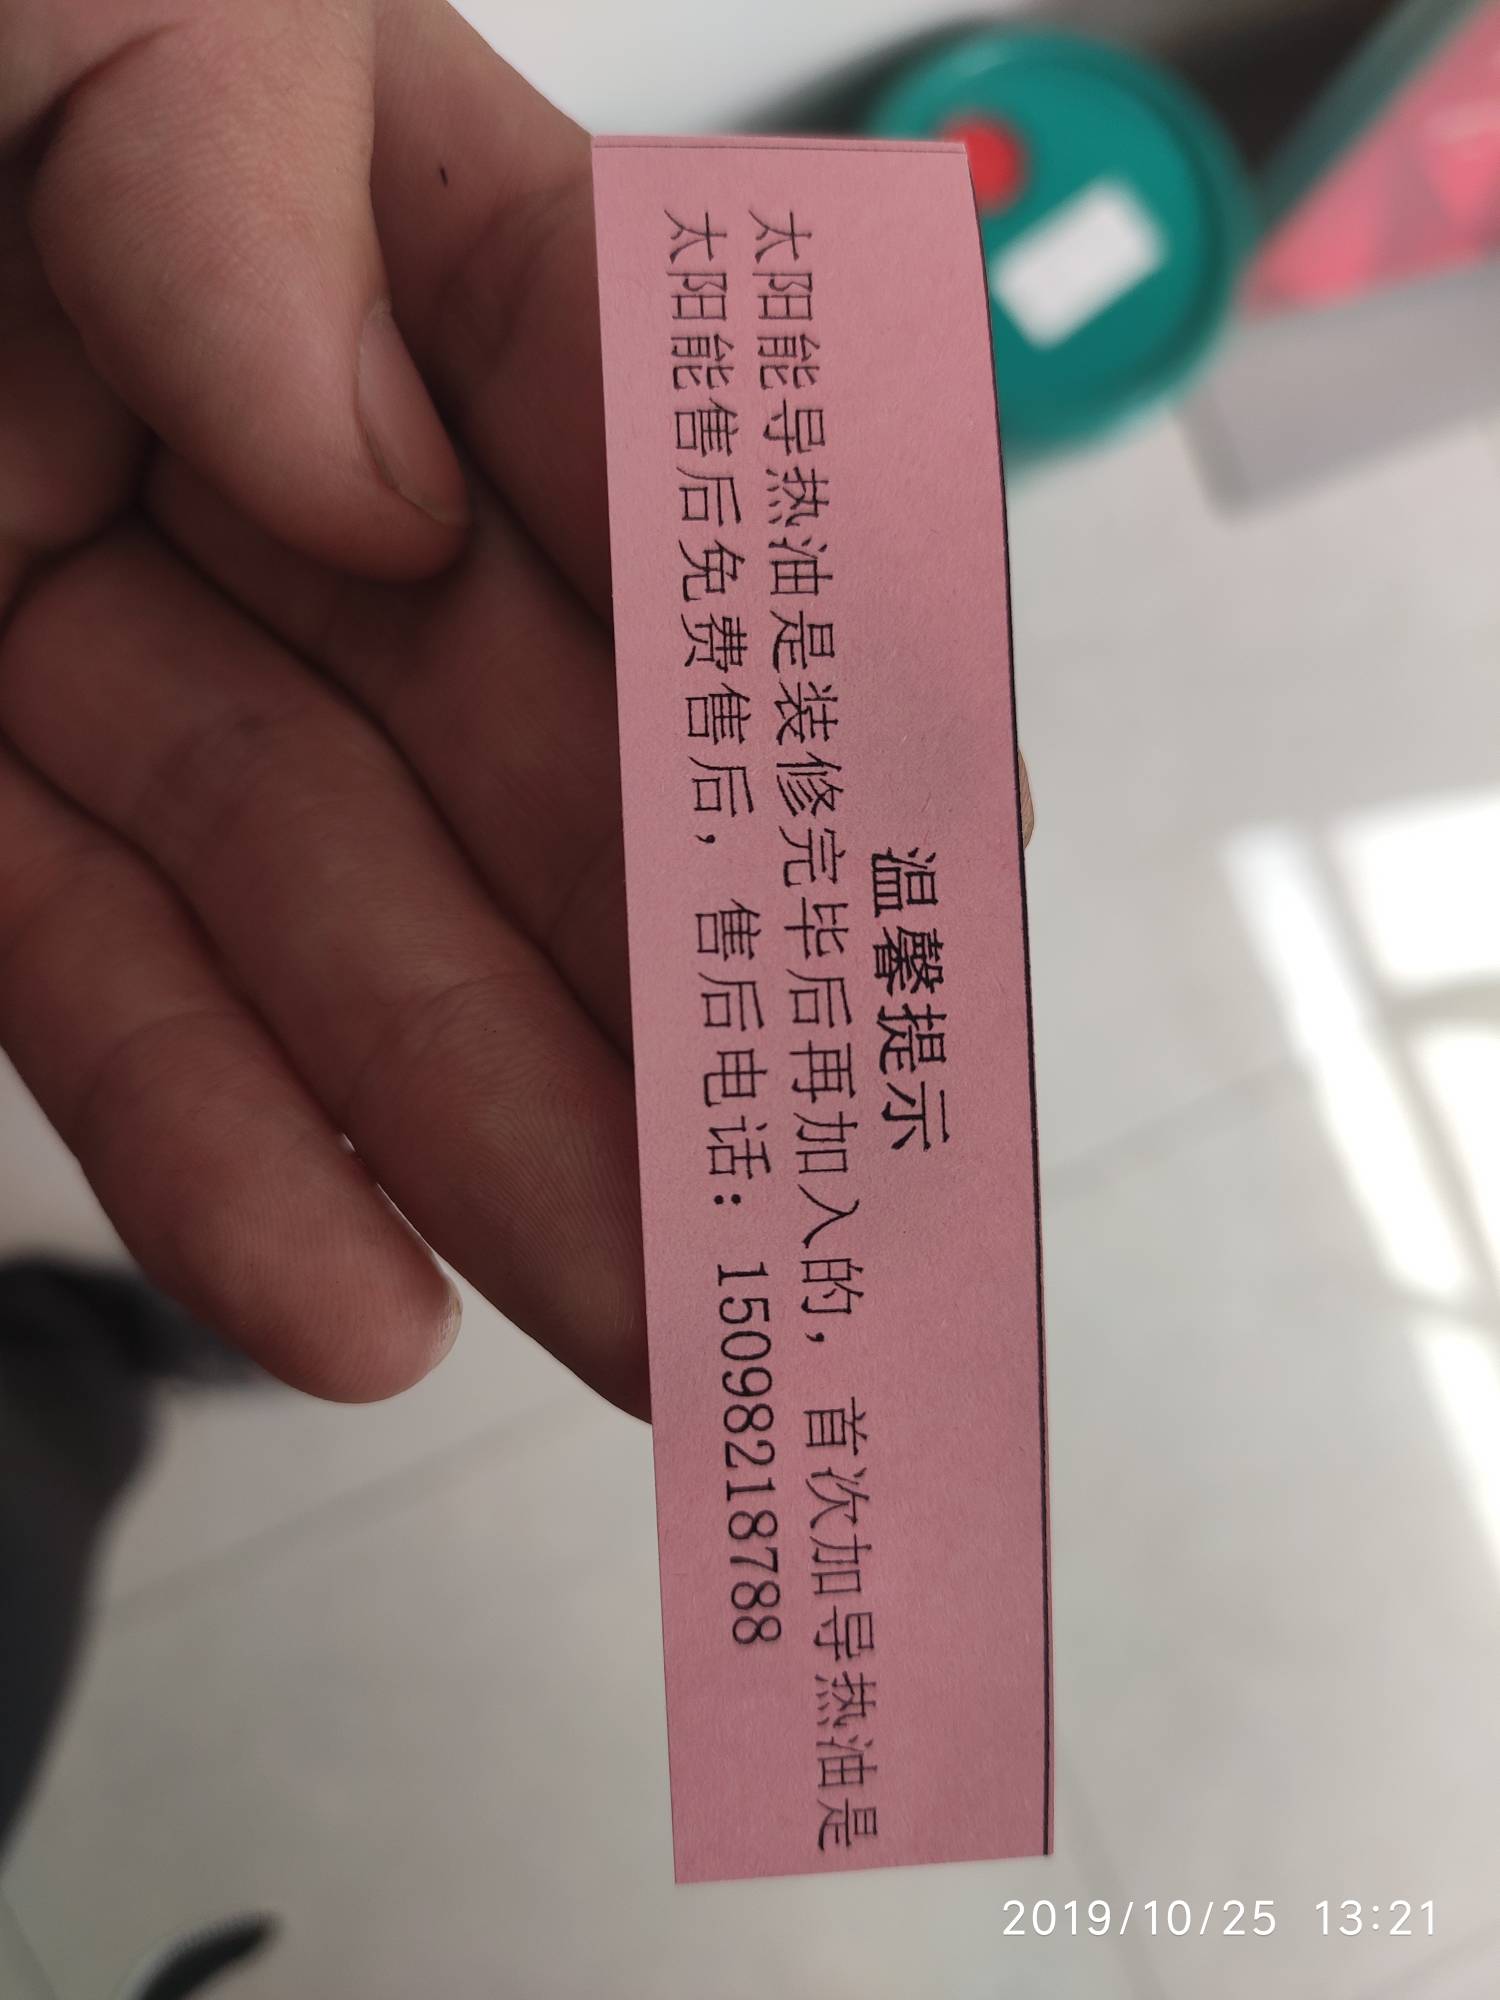 温馨提示
太阳能导热油是装修完毕后再加入的，首次加导热油是
太阳能售后免费售后，售后电话：15098218788
2019/10/25 13:21